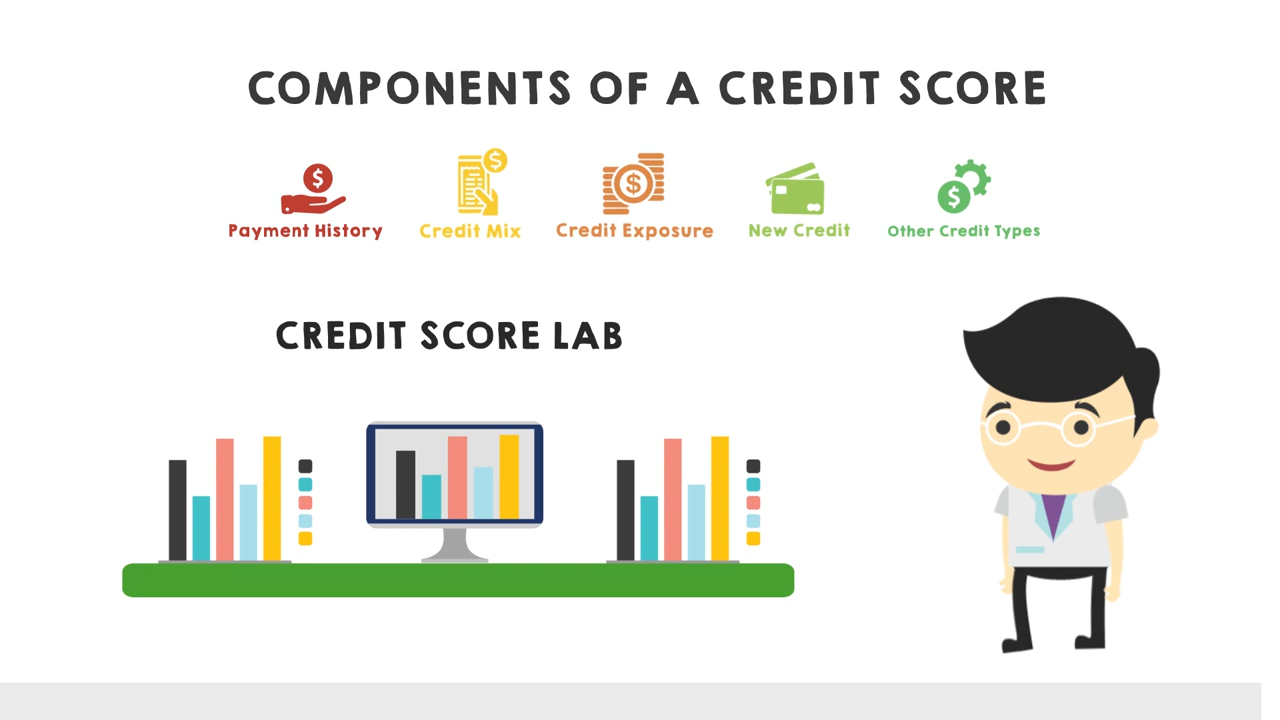 COMPONENTS OF A CREDIT SCORE
$ $ $ $
Payment History Credit Mix Credit Exposure New Credit Other Credit Types
CREDIT SCORE LAB